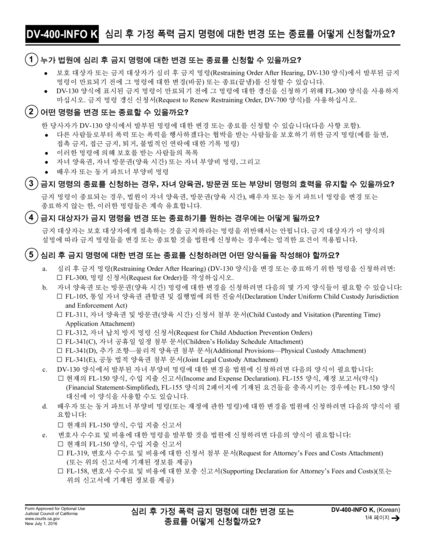 DV-400-INFO K 심리 후 가정 폭력 금지 명령에 대한 변경 또는 종료를 어떻게 신청할까요?
1 누가 법원에 심리 후 금지 명령에 대한 변경 또는 종료를 신청할 수 있을까요?
● 보호 대상자 또는 금지 대상자가 심리 후 금지 명령(Restraining Order After Hearing, DV-130 양식)에서 발부된 금지
명령이 만료되기 전에 그 명령에 대한 변경(바꿈) 또는 종료(끝냄)를 신청할 수 있습니다.
● DV-130 양식에 표시된 금지 명령이 만료되기 전에 그 명령에 대한 갱신을 신청하기 위해 FL-300 양식을 사용하지
마십시오. 금지 명령 갱신 신청서(Request to Renew Restraining Order, DV-700 양식)를 사용하십시오.
2 어떤 명령을 변경 또는 종료할 수 있을까요?
한 당사자가 DV-130 양식에서 발부된 명령에 대한 변경 또는 종료를 신청할 수 있습니다(다음 사항 포함).
● 다른 사람들로부터 폭력 또는 폭력을 행사하겠다는 협박을 받는 사람들을 보호하기 위한 금지 명령(예를 들면,
접촉 금지, 접근 금지, 퇴거, 불법적인 연락에 대한 기록 명령)
● 이러한 명령에 의해 보호를 받는 사람들의 목록
● 자녀 양육권, 자녀 방문권(양육 시간) 또는 자녀 부양비 명령, 그리고
● 배우자 또는 동거 파트너 부양비 명령
3 금지 명령의 종료를 신청하는 경우, 자녀 양육권, 방문권 또는 부양비 명령의 효력을 유지할 수 있을까요?
금지 명령이 종료되는 경우, 법원이 자녀 양육권, 방문권(양육 시간), 배우자 또는 동거 파트너 부양비 명령을 변경 또는
종료하지 않는 한, 이러한 명령들은 계속 유효합니다.
4 금지 대상자가 금지 명령을 변경 또는 종료하기를 원하는 경우에는 어떻게 될까요?
금지 대상자는 보호 대상자에게 접촉하는 것을 금지하라는 명령을 위반해서는 안됩니다. 금지 대상자가 이 양식의
설명에 따라 금지 명령들을 변경 또는 종료할 것을 법원에 신청하는 경우에는 엄격한 요건이 적용됩니다.
5 심리 후 금지 명령에 대한 변경 또는 종료를 신청하려면 어떤 양식들을 작성해야 할까요?
a. 심리 후 금지 명령(Restraining Order After Hearing) (DV-130 양식)을 변경 또는 종료하기 위한 명령을 신청하려면:
☐ FL-300, 명령 신청서(Request for Order)를 작성하십시오.
b. 자녀 양육권 또는 방문권(양육 시간) 명령에 대한 변경을 신청하려면 다음의 몇 가지 양식들이 필요할 수 있습니다:
☐ FL-105, 통일 자녀 양육권 관할권 및 집행법에 의한 진술서(Declaration Under Uniform Child Custody Jurisdiction
and Enforcement Act)
☐ FL-311, 자녀 양육권 및 방문권(양육 시간) 신청서 첨부 문서(Child Custody and Visitation (Parenting Time)
Application Attachment)
☐ FL-312, 자녀 납치 방지 명령 신청서(Request for Child Abduction Prevention Orders)
☐ FL-341(C), 자녀 공휴일 일정 첨부 문서(Children's Holiday Schedule Attachment)
☐ FL-341(D), 추가 조항—물리적 양육권 첨부 문서(Additional Provisions—Physical Custody Attachment)
☐ FL-341(E), 공동 법적 양육권 첨부 문서(Joint Legal Custody Attachment)
c. DV-130 양식에서 발부된 자녀 부양비 명령에 대한 변경을 법원에 신청하려면 다음의 양식이 필요합니다:
☐ 현재의 FL-150 양식, 수입 지출 신고서(Income and Expense Declaration). FL-155 양식, 재정 보고서(약식)
(Financial Statement-Simplified), FL-155 양식의 2페이지에 기재된 요건들을 충족시키는 경우에는 FL-150 양식
대신에 이 양식을 사용할 수도 있습니다.
d. 배우자 또는 동거 파트너 부양비 명령(또는 재정에 관한 명령)에 대한 변경을 법원에 신청하려면 다음의 양식이 필
요합니다:
☐ 현재의 FL-150 양식, 수입 지출 신고서
e. 변호사 수수료 및 비용에 대한 명령을 발부할 것을 법원에 신청하려면 다음의 양식이 필요합니다:
☐ 현재의 FL-150 양식, 수입 지출 신고서
☐ FL-319, 변호사 수수료 및 비용에 대한 신청서 첨부 문서(Request for Attorney's Fees and Costs Attachment)
(또는 위의 신고서에 기재된 정보를 제공)
☐ FL-158, 변호사 수수료 및 비용에 대한 보충 신고서(Supporting Declaration for Attorney's Fees and Costs)(또는
위의 신고서에 기재된 정보를 제공)
Form Approved for Optional Use
Judicial Council of California
www.courts.ca.gov
New July 1, 2016
심리 후 가정 폭력 금지 명령에 대한 변경 또는
종료를 어떻게 신청할까요?
DV-400-INFO K, (Korean)
1/4 페이지 →